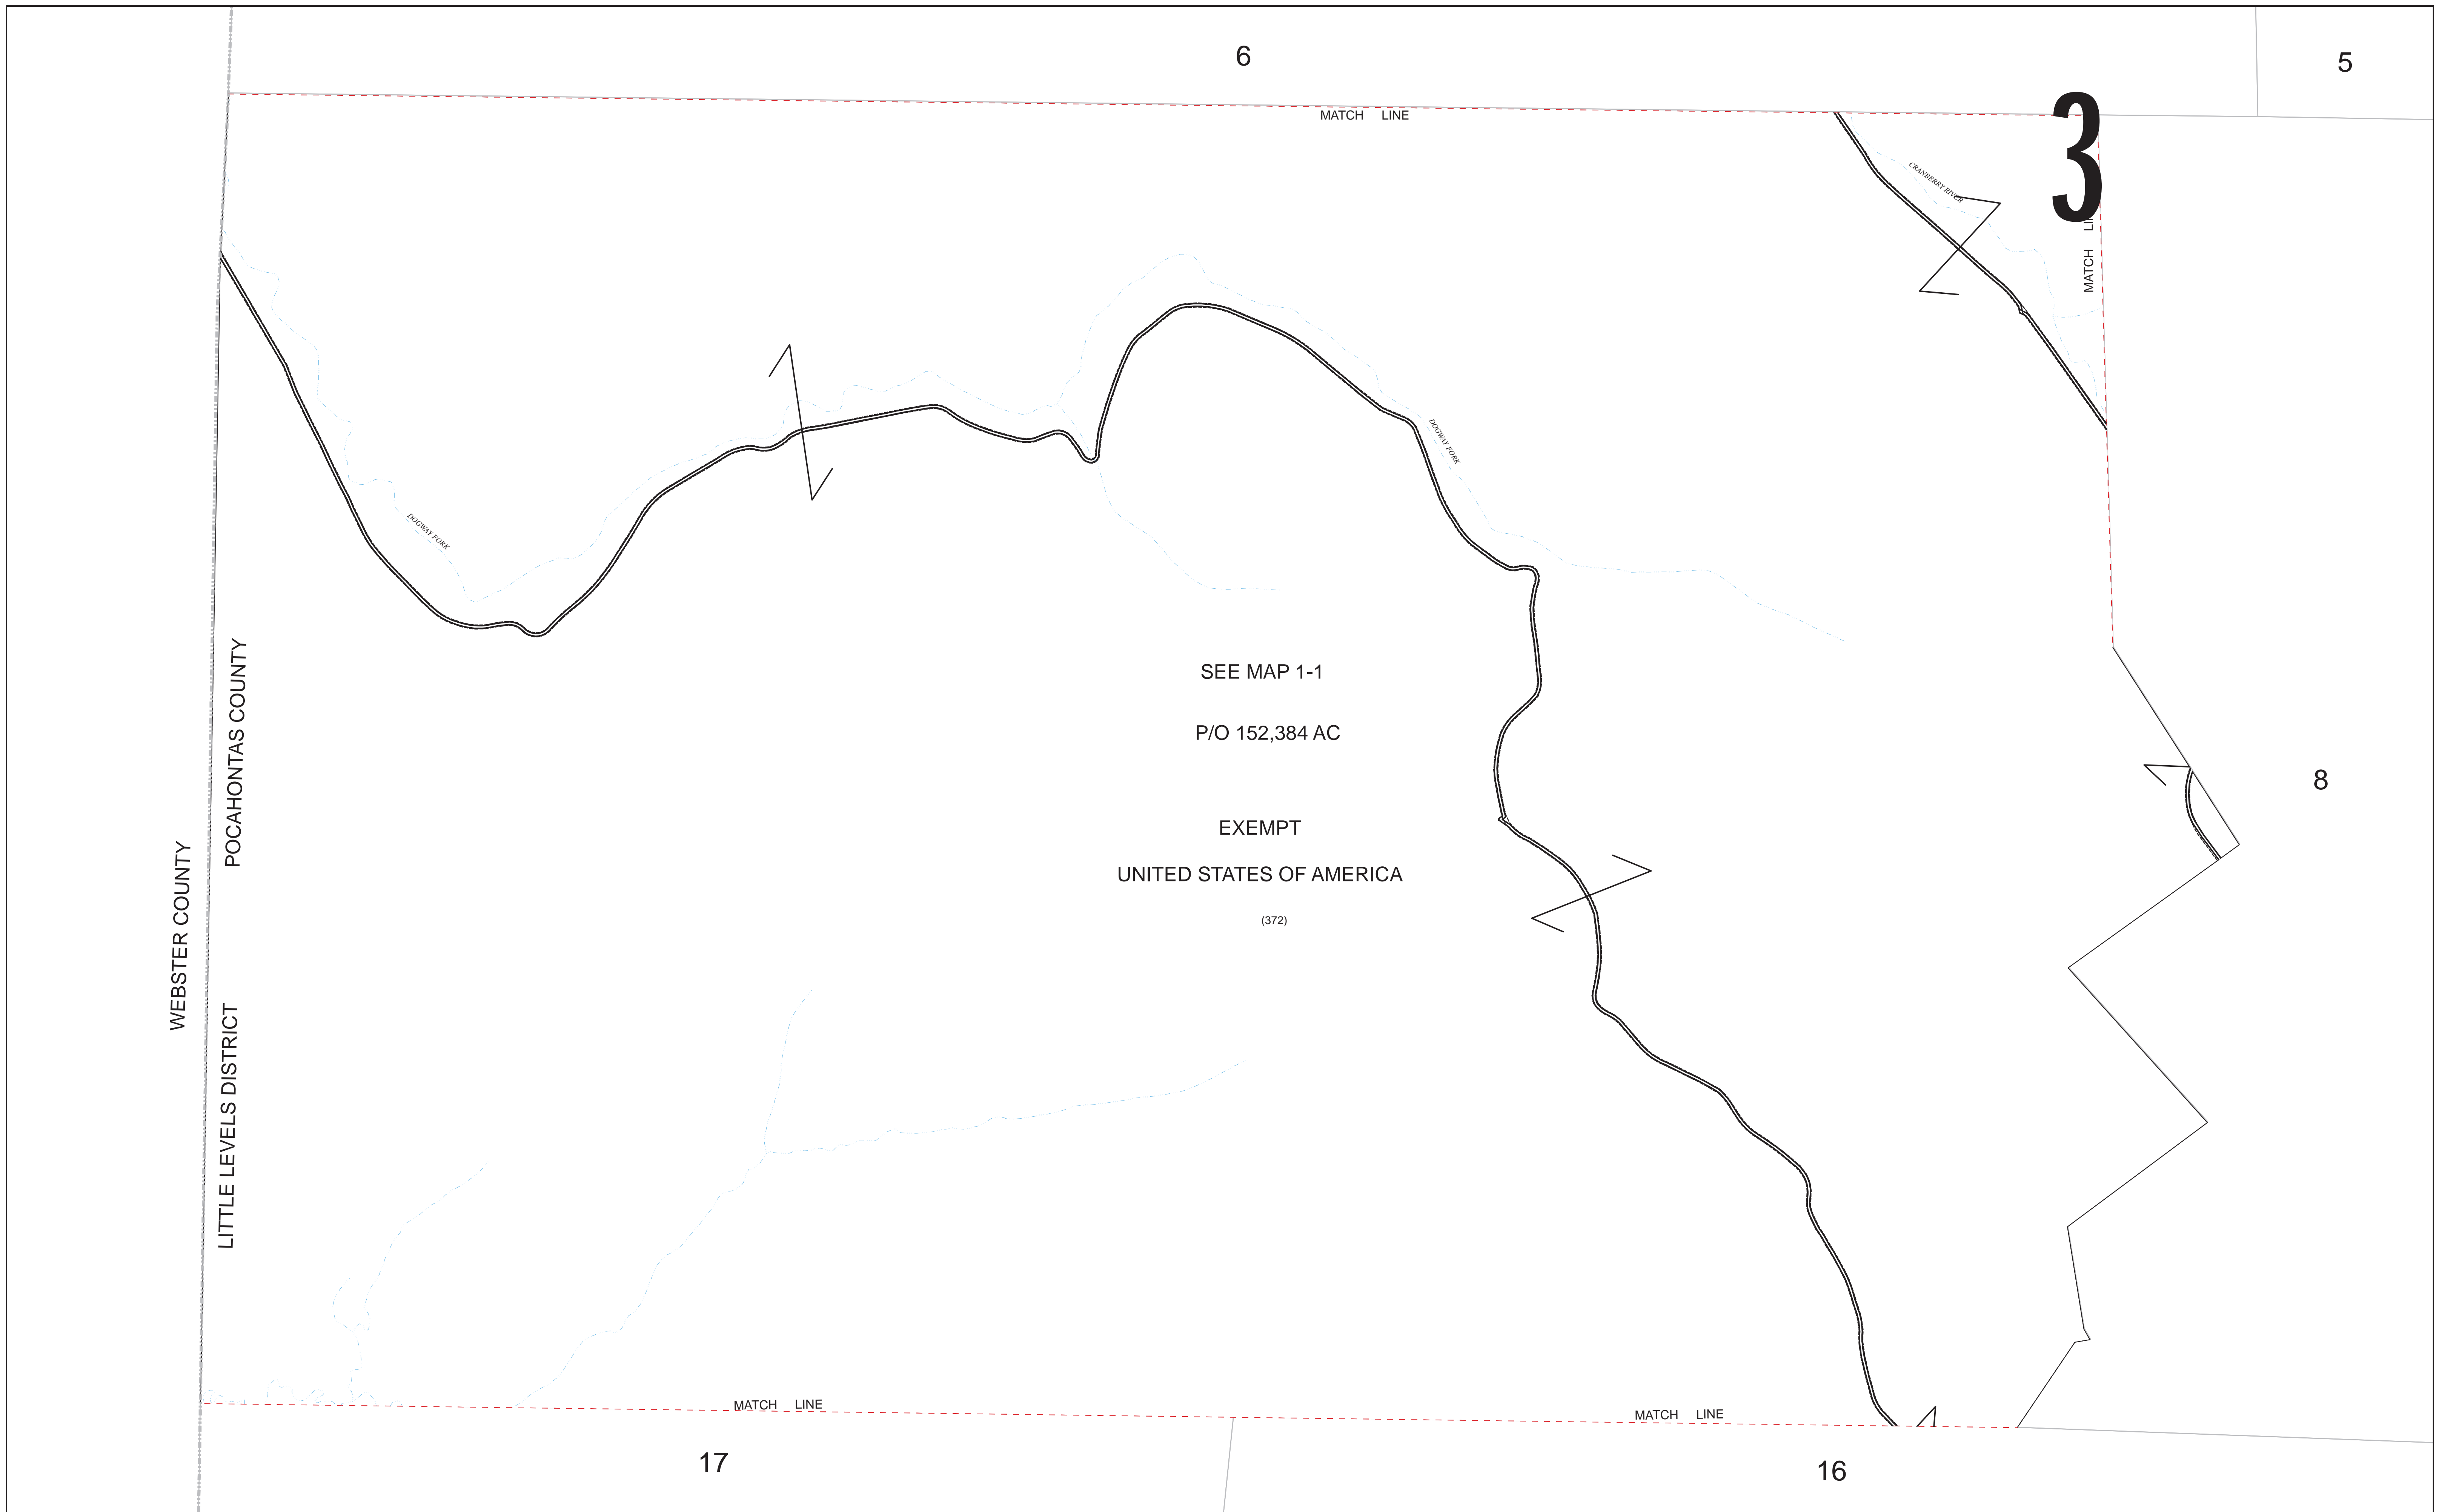 6
5
MATCH LINE
3
CRANBERRY RIVER
MATCH LINE
DOGWAY FORK
DOGWAY FORK
SEE MAP 1-1
P/O 152,384 AC
POCAHONTAS COUNTY
8
EXEMPT
UNITED STATES OF AMERICA
(372)
WEBSTER COUNTY
LITTLE LEVELS DISTRICT
MATCH LINE
MATCH LINE
17
16